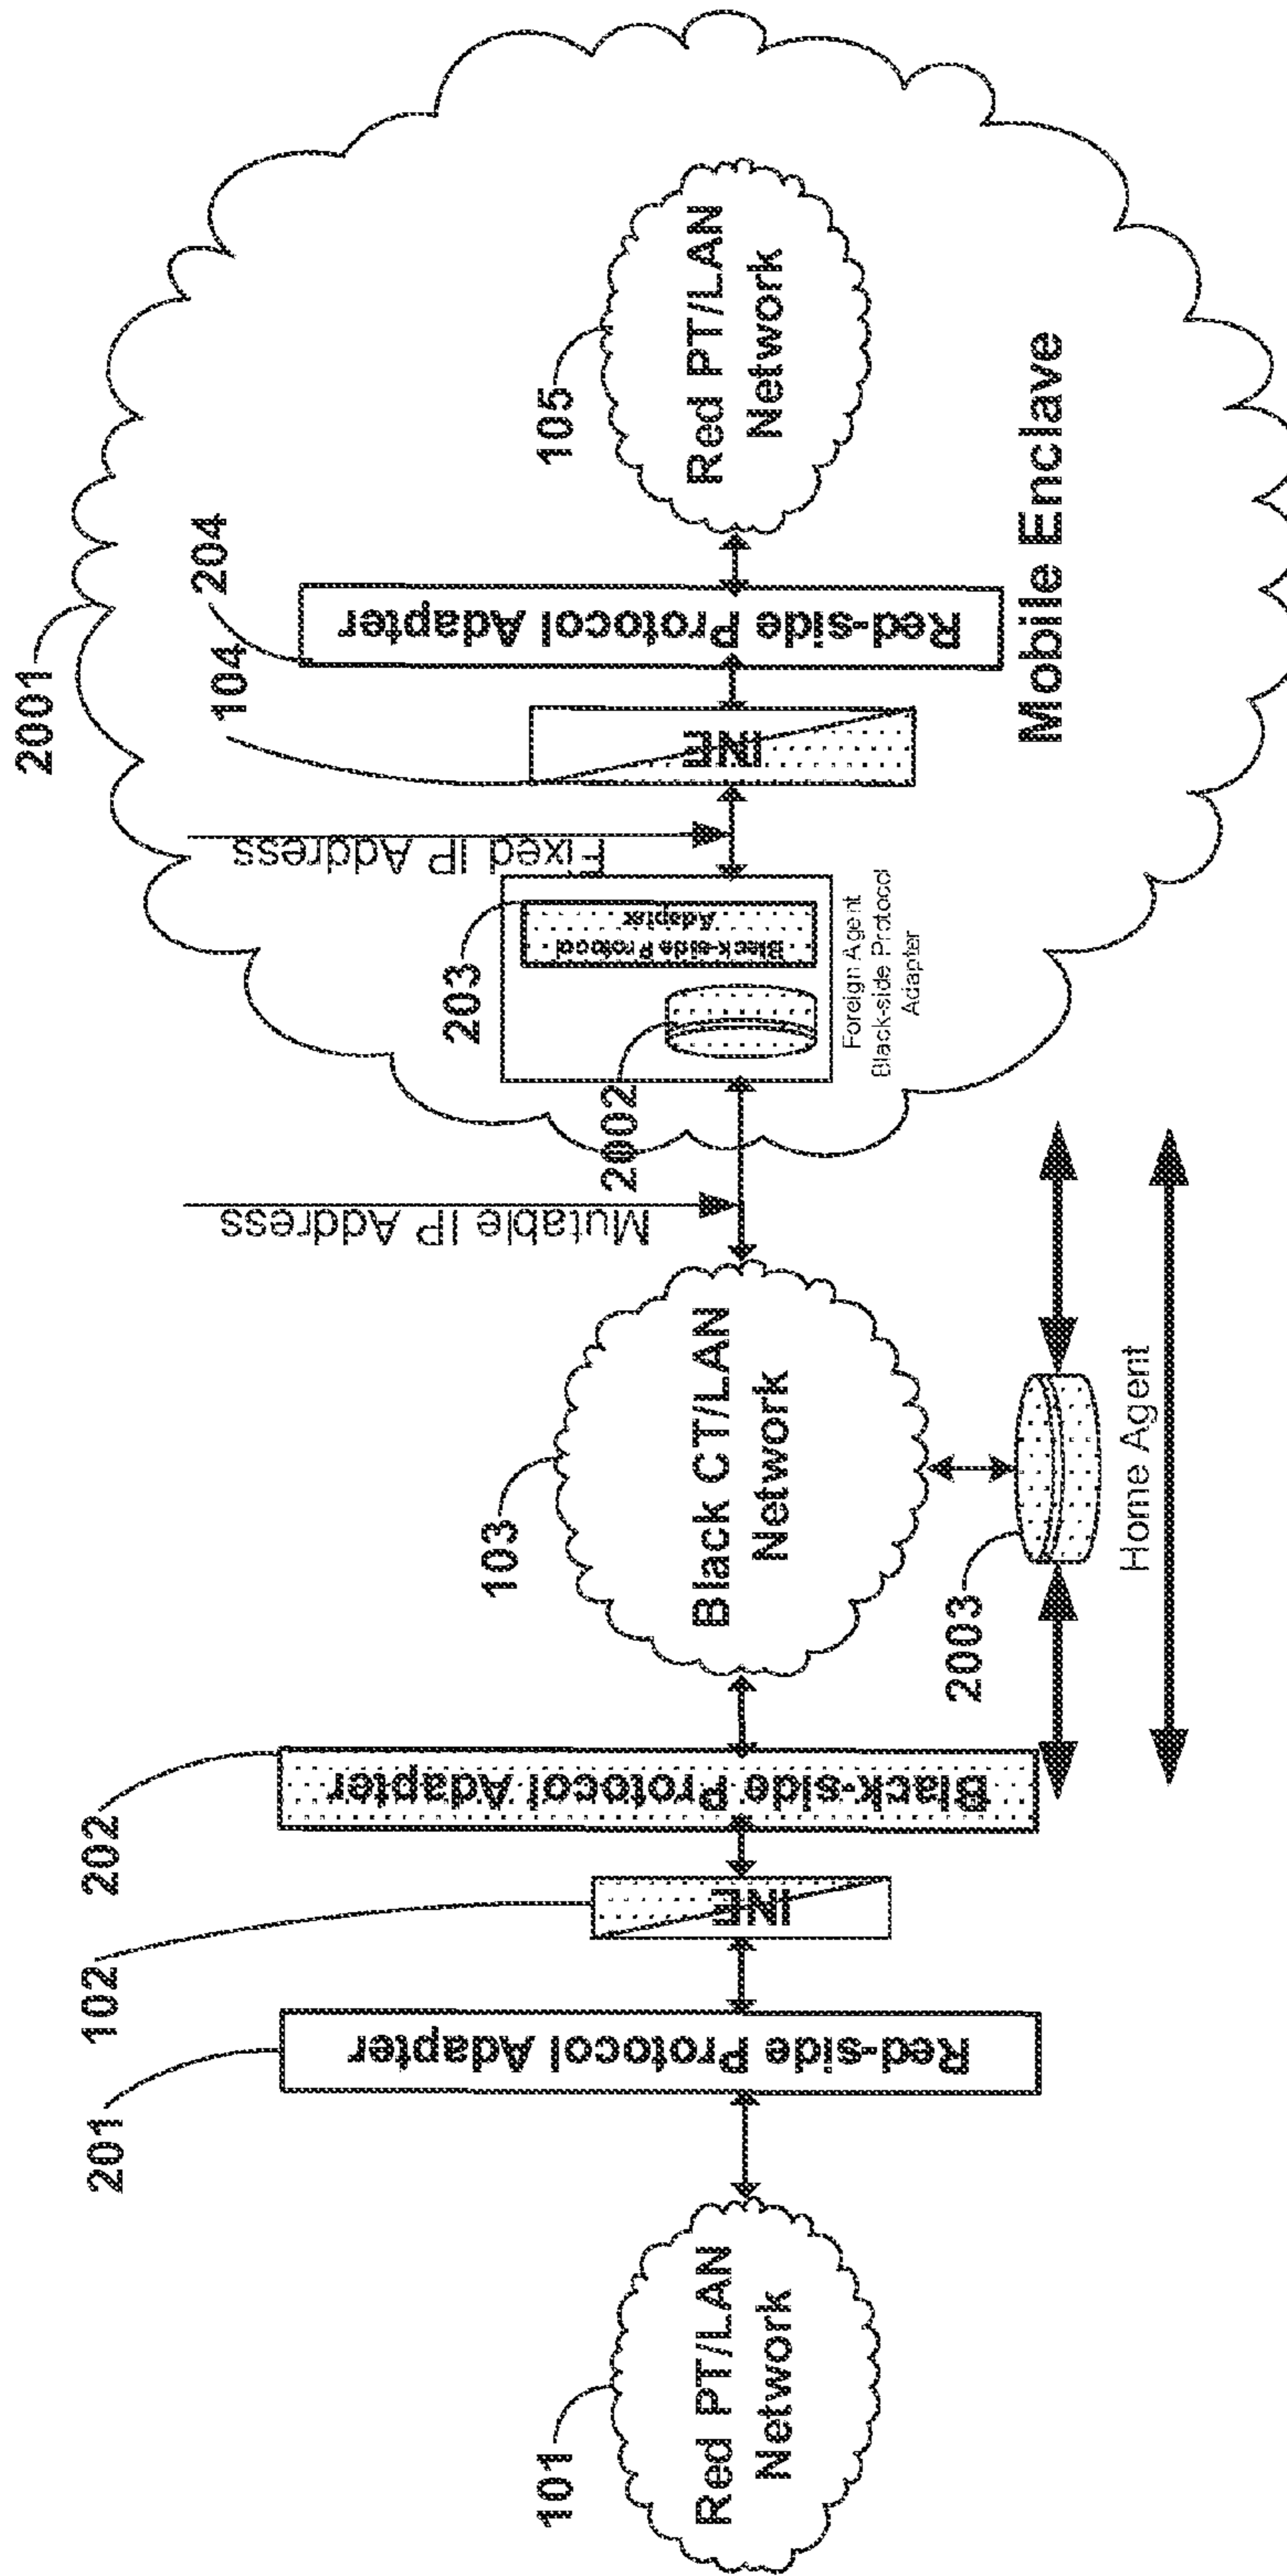 101
Red PT/LAN
Network
201
Red-side Protocol Adapter
102
INE
202
Black-side Protocol Adapter
103
Black CT/LAN
Network
2003
Home Agent
Mutable IP Address
2001
2002
203
Black-side Protocol
Foreign Agent
Black-side Protocol
Adapter
Fixed IP Address
104
INE
204
Red-side Protocol Adapter
105
Red PT/LAN
Network
Mobile Enclave